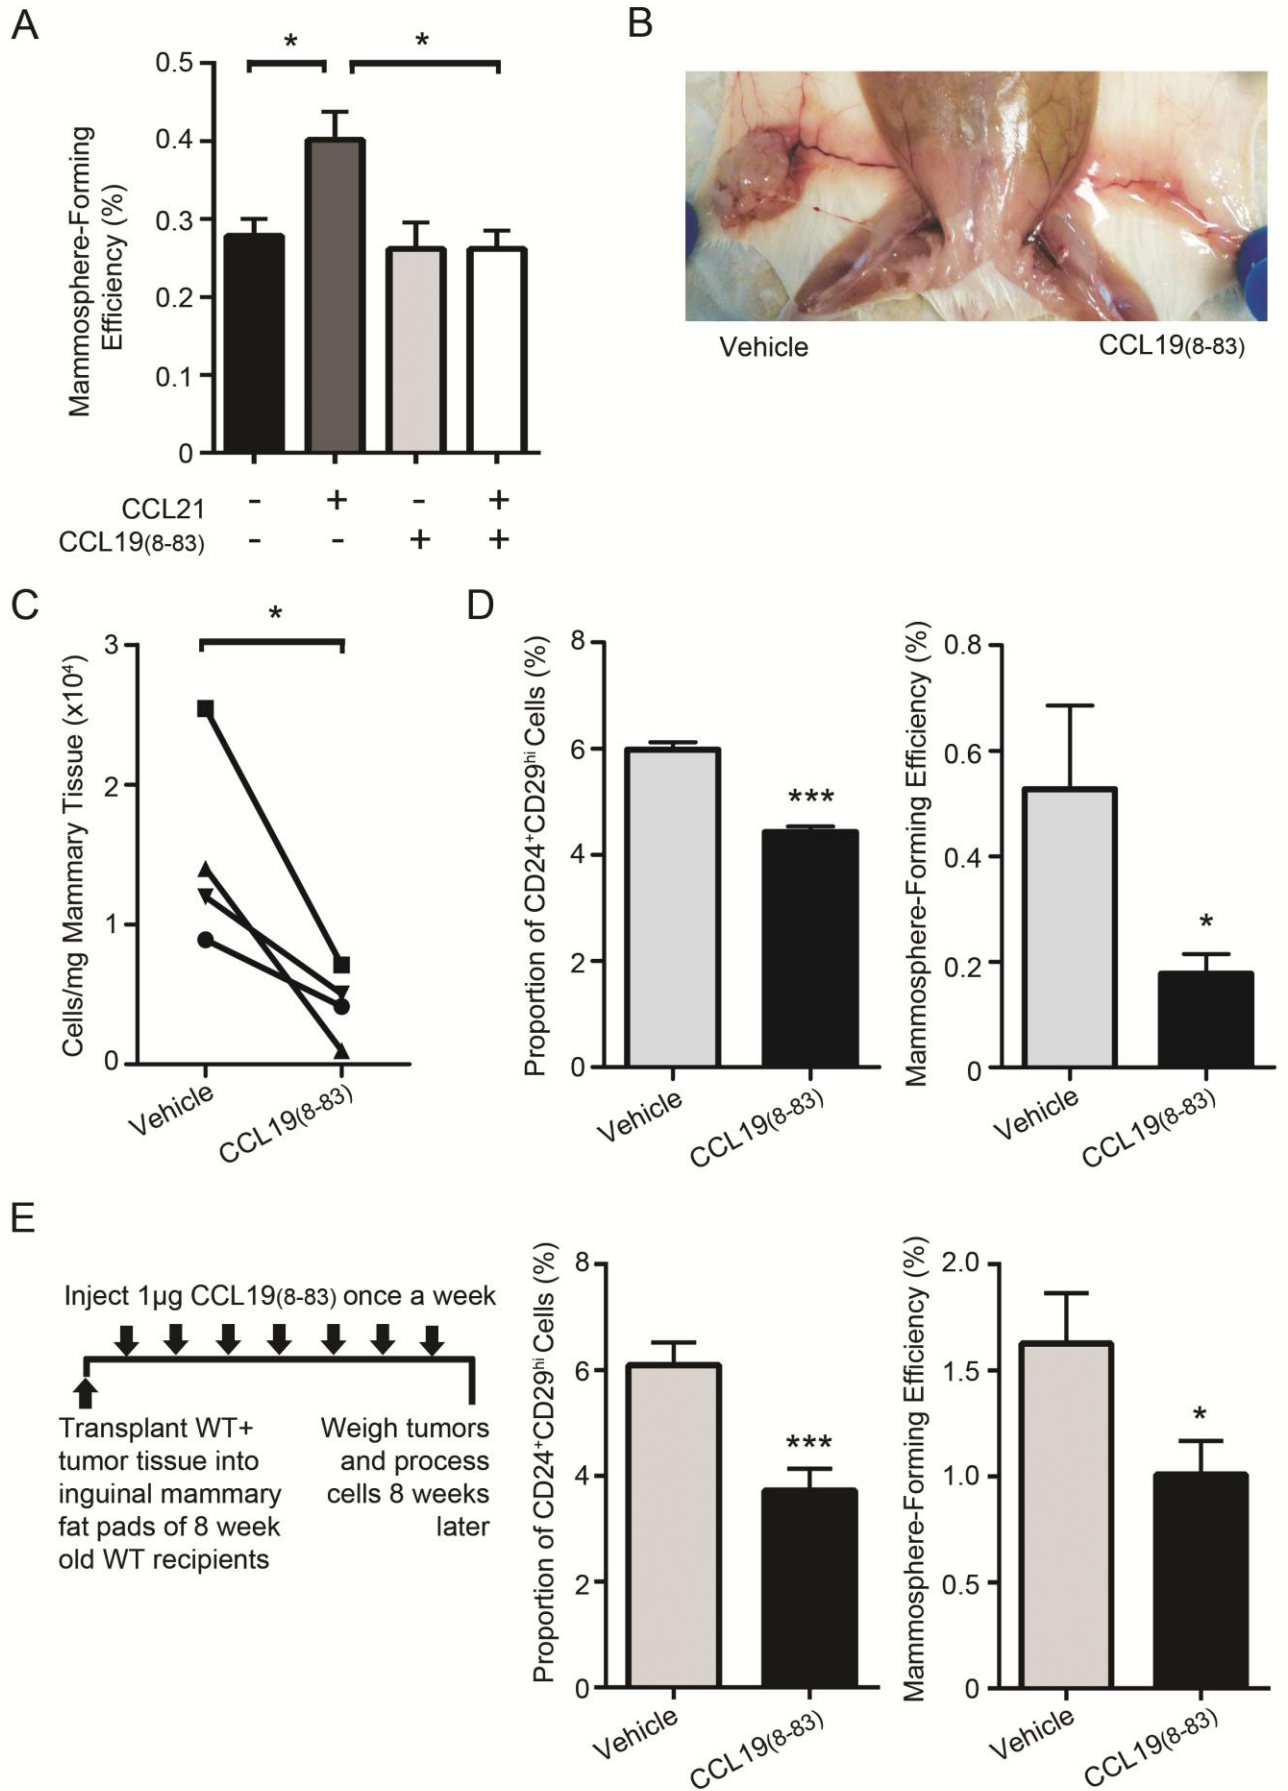 A
*
*
Mammosphere-Forming
Efficiency (%)
0.5
0.4
0.3
0.2
0.1
0
CCL21 - + - +
CCL19(8-83) - - + +
B
Vehicle CCL19(8-83)
C
*
Cells/mg Mammary Tissue (x10⁴)
3
2
1
0
Vehicle
CCL19(8-83)
D
Proportion of CD24⁺CD29ʰⁱ Cells (%)
8
6
4
2
0
***
Vehicle
CCL19(8-83)
Mammosphere-Forming Efficiency (%)
0.8
0.6
0.4
0.2
0
*
Vehicle
CCL19(8-83)
E
Inject 1µg CCL19(8-83) once a week
Transplant WT+
tumor tissue into
inguinal mammary
fat pads of 8 week
old WT recipients
Weigh tumors
and process
cells 8 weeks
later
Proportion of CD24⁺CD29ʰⁱ Cells (%)
8
6
4
2
0
***
Vehicle
CCL19(8-83)
Mammosphere-Forming Efficiency (%)
2.0
1.5
1.0
0.5
0
*
Vehicle
CCL19(8-83)